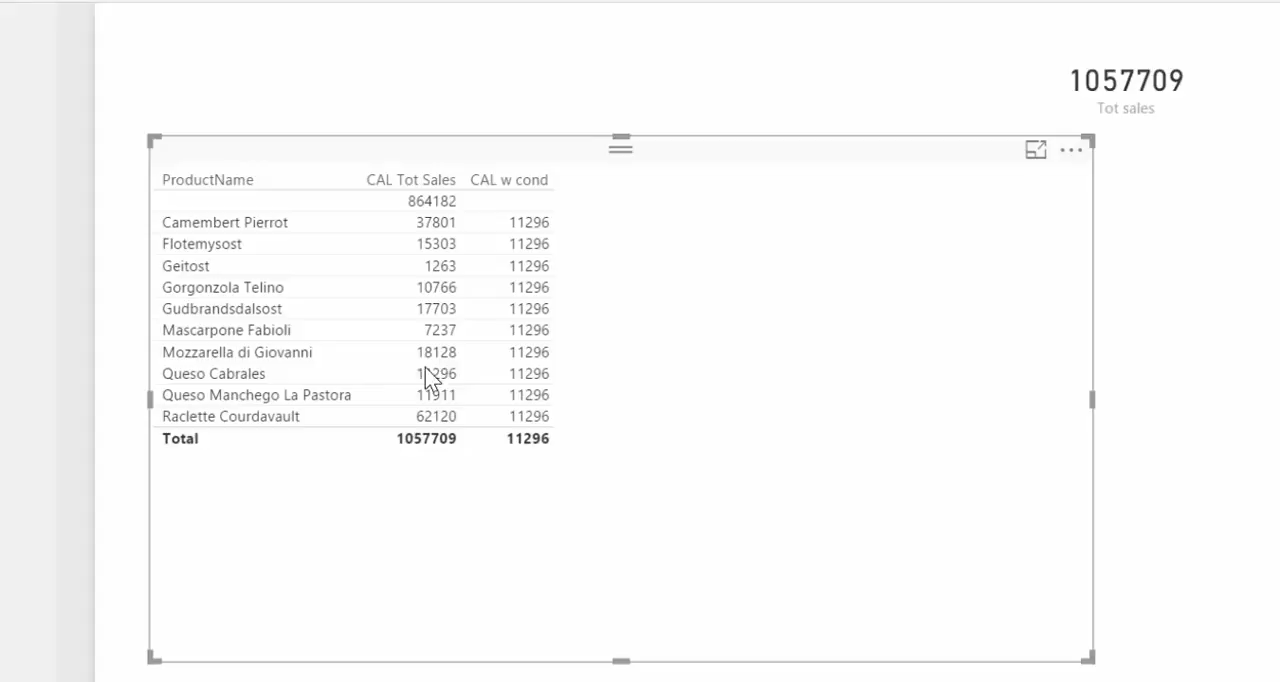 1057709
Tot sales
ProductName CAL Tot Sales CAL w cond
864182
Camembert Pierrot 37801 11296
Flotemysost 15303 11296
Geitost 1263 11296
Gorgonzola Telino 10766 11296
Gudbrandsdalsost 17703 11296
Mascarpone Fabioli 7237 11296
Mozzarella di Giovanni 18128 11296
Queso Cabrales 11296
Queso Manchego La Pastora 11911 11296
Raclette Courdavault 62120 11296
Total 1057709 11296